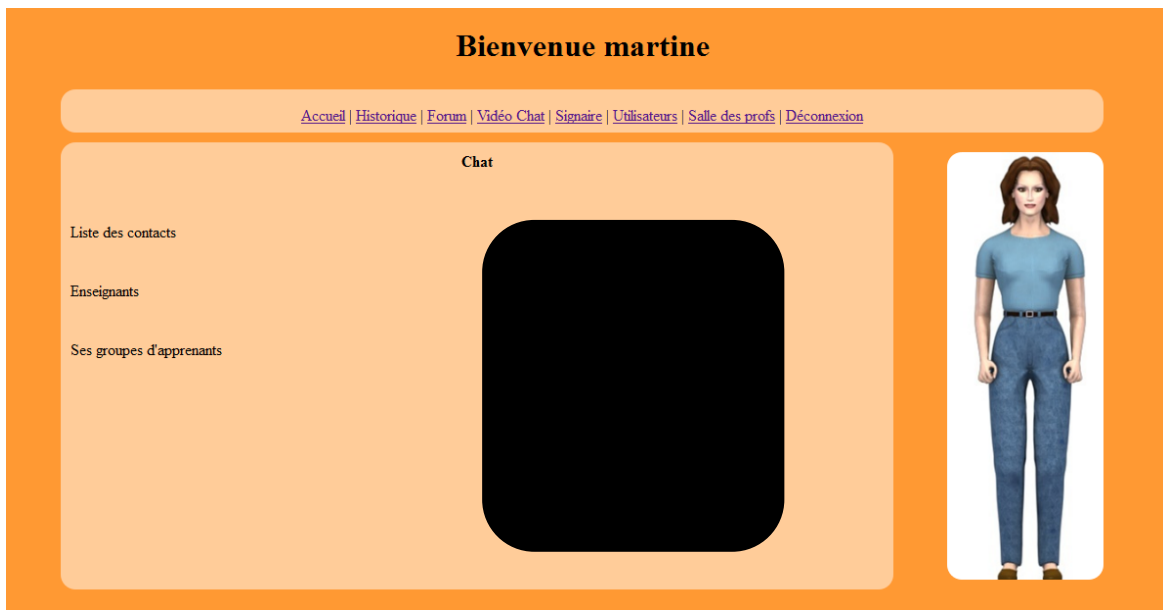 Bienvenue martine
Accueil | Historique | Forum | Vidéo Chat | Signaire | Utilisateurs | Salle des profs | Déconnexion
Chat
Liste des contacts
Enseignants
Ses groupes d'apprenants